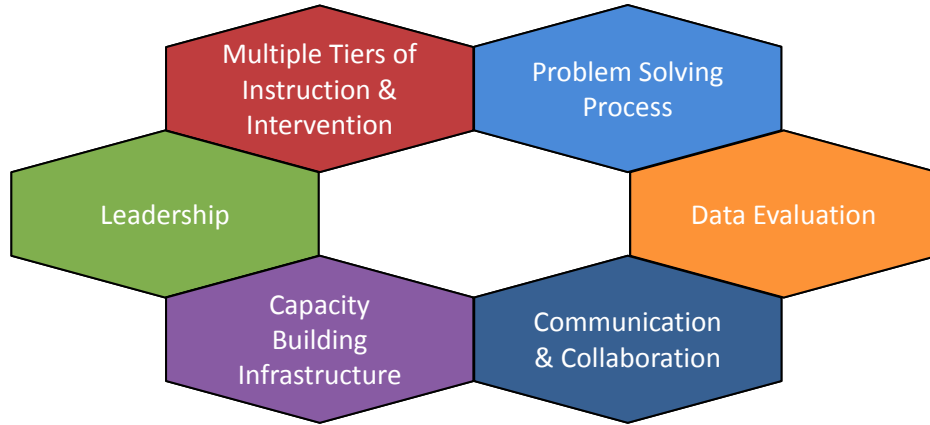 Multiple Tiers of
Instruction &
Intervention
Problem Solving
Process
Leadership
Data Evaluation
Capacity
Building
Infrastructure
Communication
& Collaboration